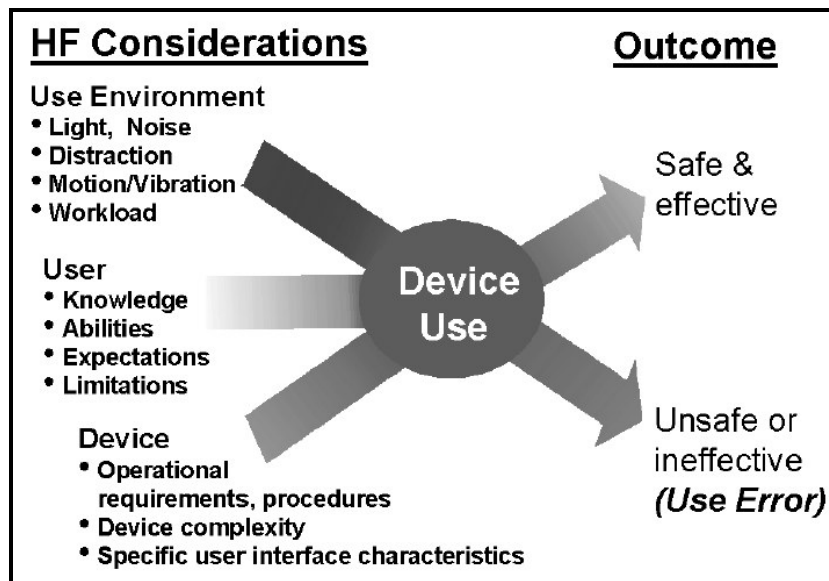 HF Considerations
Outcome
Use Environment
• Light, Noise
• Distraction
• Motion/Vibration
• Workload
User
• Knowledge
• Abilities
• Expectations
• Limitations
Device
• Operational
requirements, procedures
• Device complexity
• Specific user interface characteristics
Device
Use
Safe &
effective
Unsafe or
ineffective
(Use Error)